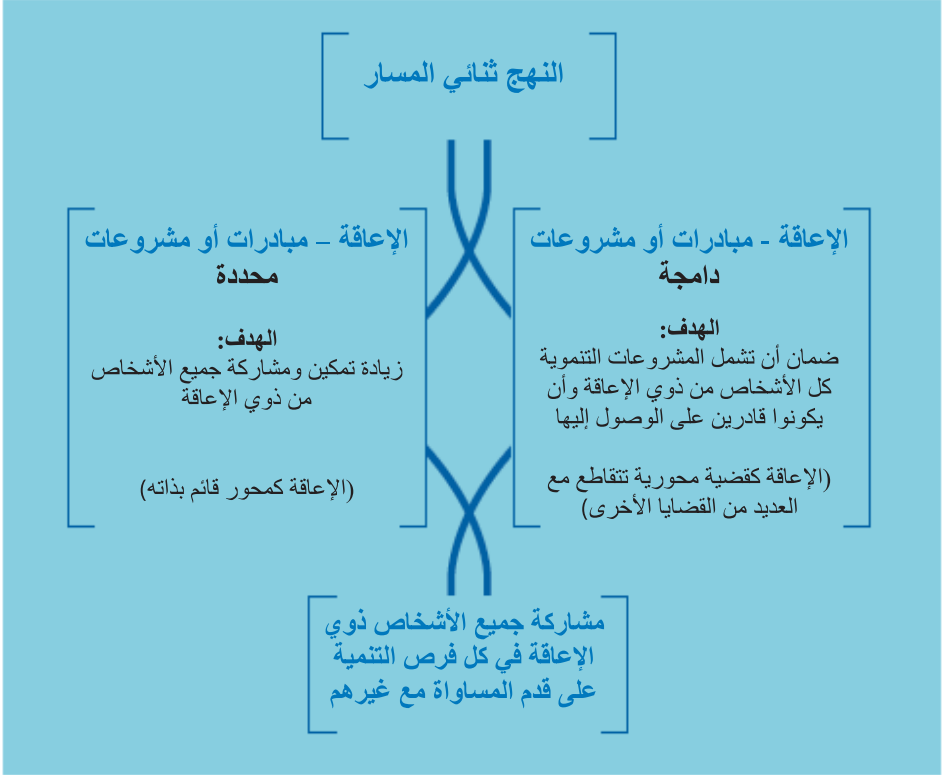 النهج ثنائي المسار
الإعاقة - مبادرات أو مشروعات
دامجة
الهدف:
ضمان أن تشمل المشروعات التنموية
كل الأشخاص من ذوي الإعاقة وأن
يكونوا قادرين على الوصول إليها
(الإعاقة كقضية محورية تتقاطع مع
العديد من القضايا الأخرى)
الإعاقة – مبادرات أو مشروعات
محددة
الهدف:
زيادة تمكين ومشاركة جميع الأشخاص
من ذوي الإعاقة
(الإعاقة كمحور قائم بذاته)
مشاركة جميع الأشخاص ذوي
الإعاقة في كل فرص التنمية
على قدم المساواة مع غيرهم